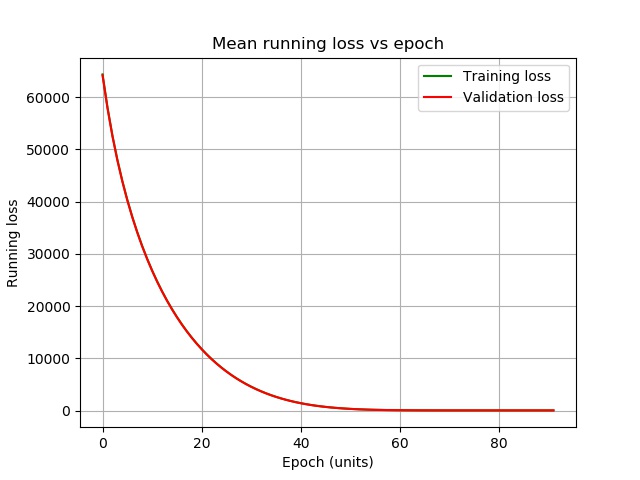 Mean running loss vs epoch
Training loss
Validation loss
60000
50000
40000
30000
20000
10000
0
Running loss
0 20 40 60 80
Epoch (units)